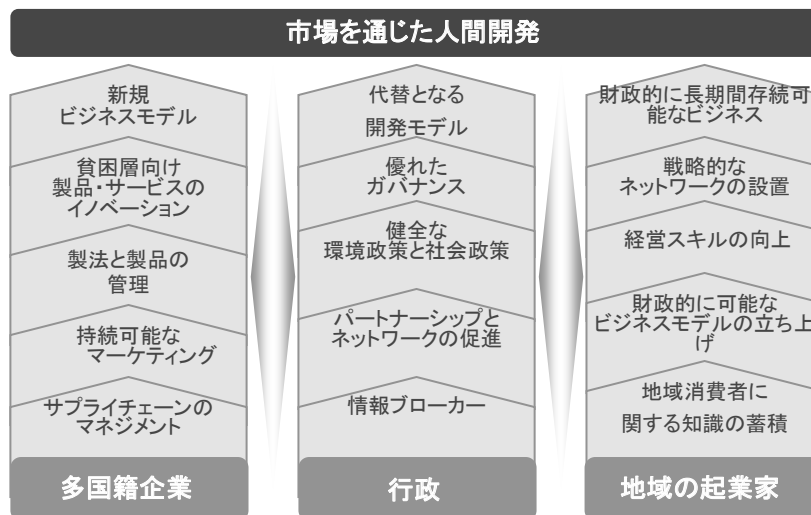 市場を通じた人間開発
新規
ビジネスモデル
貧困層向け
製品・サービスの
イノベーション
製法と製品の
管理
持続可能な
マーケティング
サプライチェーンの
マネジメント
多国籍企業
代替となる
開発モデル
優れた
ガバナンス
健全な
環境政策と社会政策
パートナーシップと
ネットワークの促進
情報ブローカー
行政
財政的に長期間存続可
能なビジネス
戦略的な
ネットワークの設置
経営スキルの向上
財政的に可能な
ビジネスモデルの立ち上
げ
地域消費者に
関する知識の蓄積
地域の起業家